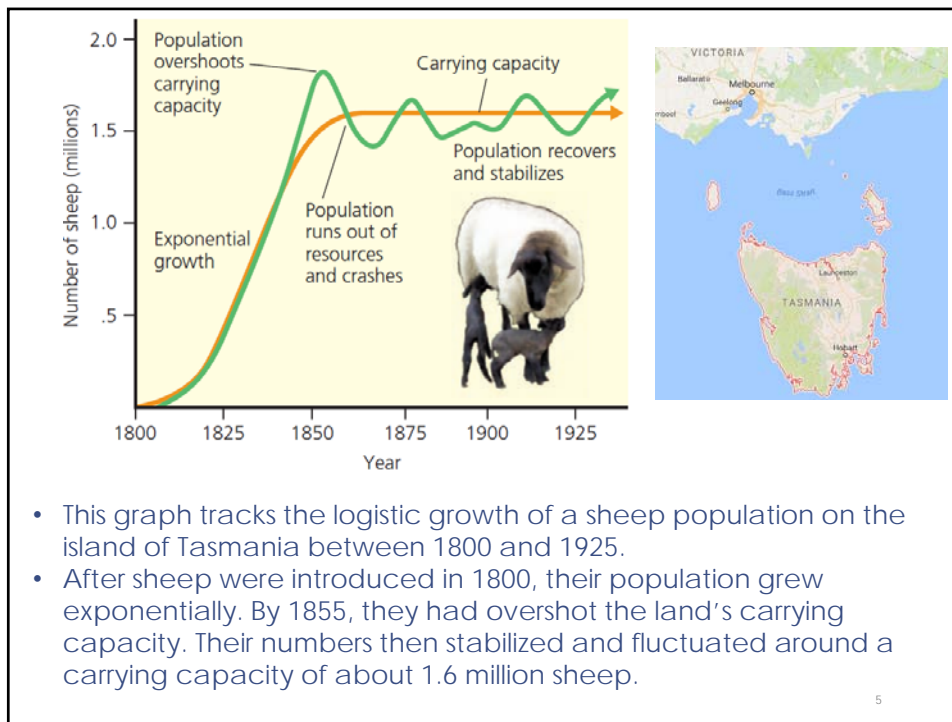 2.0
1.5
1.0
.5
Number of sheep (millions)
Population
overshoots
carrying
capacity
Carrying capacity
Exponential
growth
Population
runs out of
resources
and crashes
Population recovers
and stabilizes
1800 1825 1850 1875 1900 1925
Year
VICTORIA
Ballarat
Melbourne
Geelong
Bass Strait
Launceston
TASMANIA
Hobart
• This graph tracks the logistic growth of a sheep population on the
island of Tasmania between 1800 and 1925.
• After sheep were introduced in 1800, their population grew
exponentially. By 1855, they had overshot the land's carrying
capacity. Their numbers then stabilized and fluctuated around a
carrying capacity of about 1.6 million sheep.
5